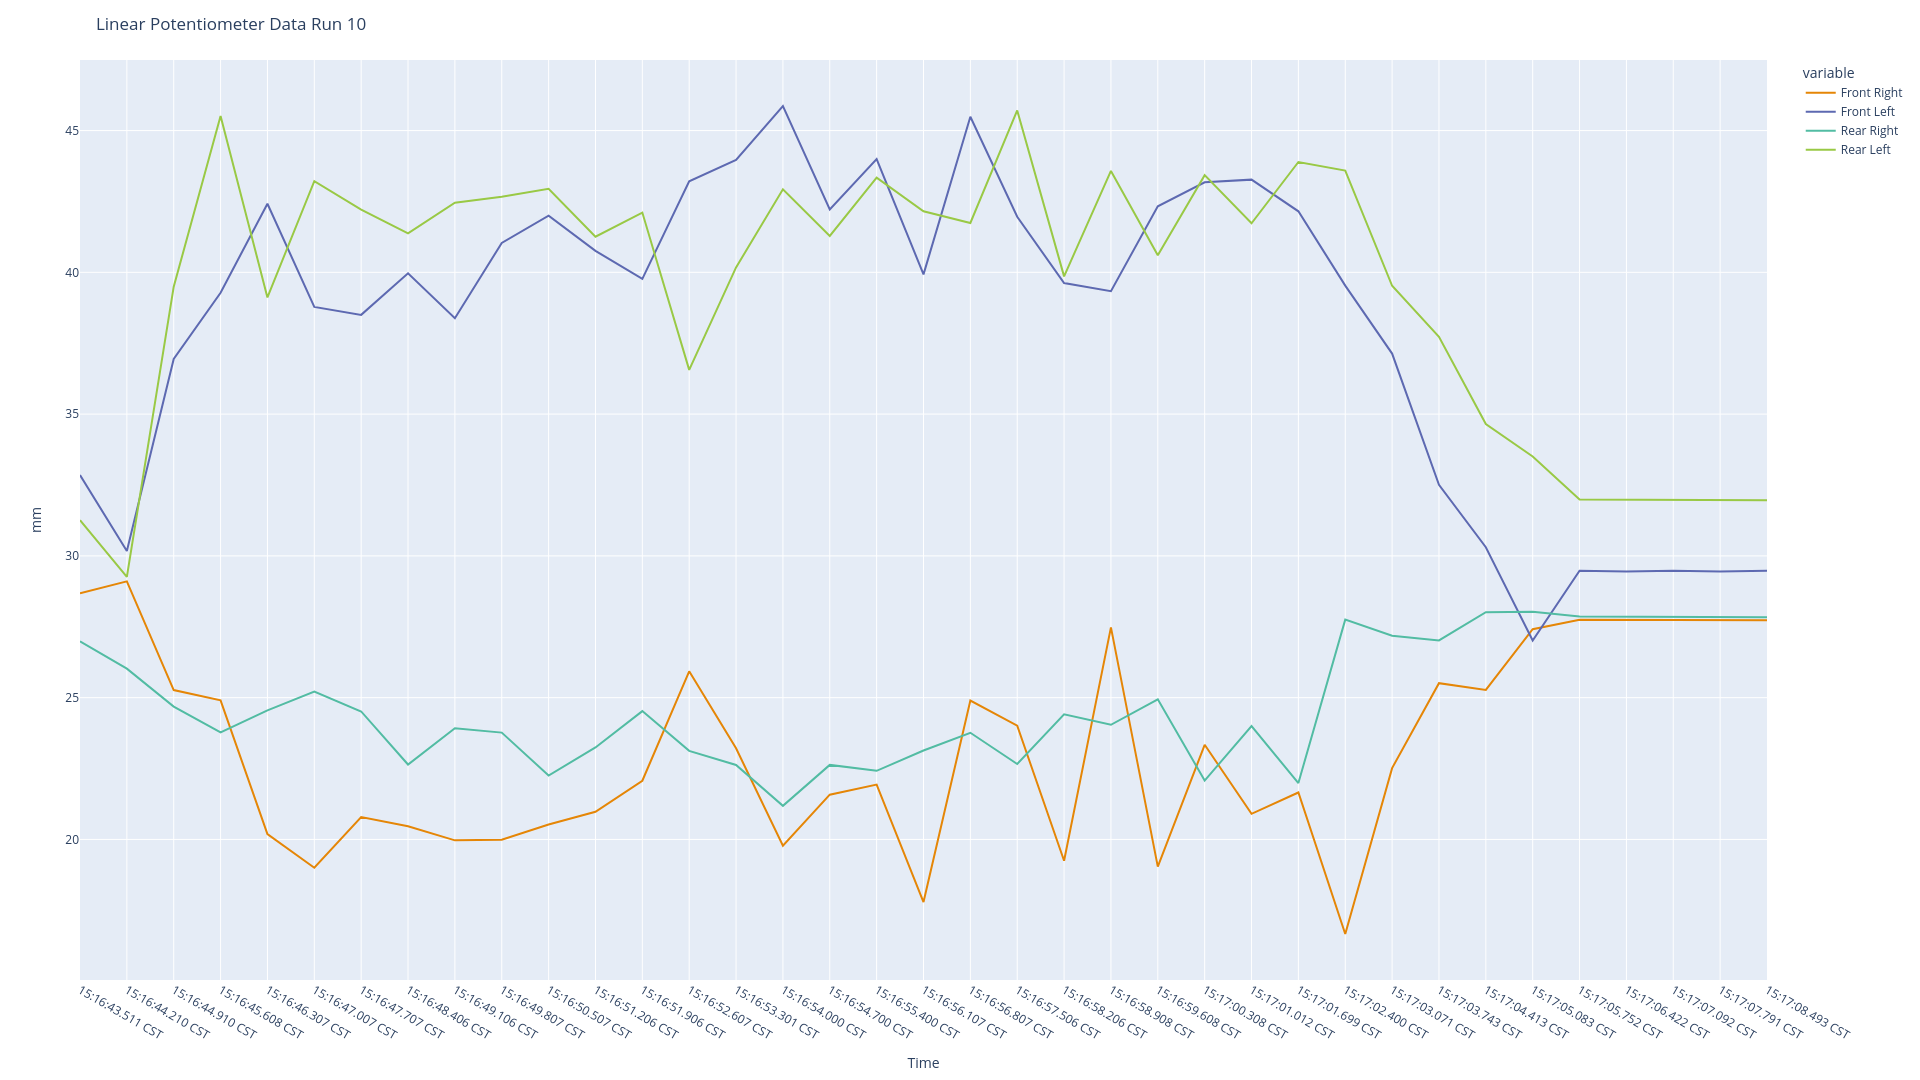 Linear Potentiometer Data Run 10
variable
Front Right
Front Left
Rear Right
Rear Left
mm
45
40
35
30
25
20
15:16:43.511 CST
15:16:44.210 CST
15:16:44.910 CST
15:16:45.608 CST
15:16:46.307 CST
15:16:47.007 CST
15:16:47.707 CST
15:16:48.406 CST
15:16:49.106 CST
15:16:49.807 CST
15:16:50.507 CST
15:16:51.206 CST
15:16:51.906 CST
15:16:52.607 CST
15:16:53.301 CST
15:16:54.000 CST
15:16:54.700 CST
15:16:55.400 CST
15:16:56.107 CST
15:16:56.807 CST
15:16:57.506 CST
15:16:58.206 CST
15:16:58.908 CST
15:16:59.608 CST
15:17:00.308 CST
15:17:01.012 CST
15:17:01.699 CST
15:17:02.400 CST
15:17:03.071 CST
15:17:03.743 CST
15:17:04.413 CST
15:17:05.083 CST
15:17:05.752 CST
15:17:06.422 CST
15:17:07.092 CST
15:17:07.791 CST
15:17:08.493 CST
Time